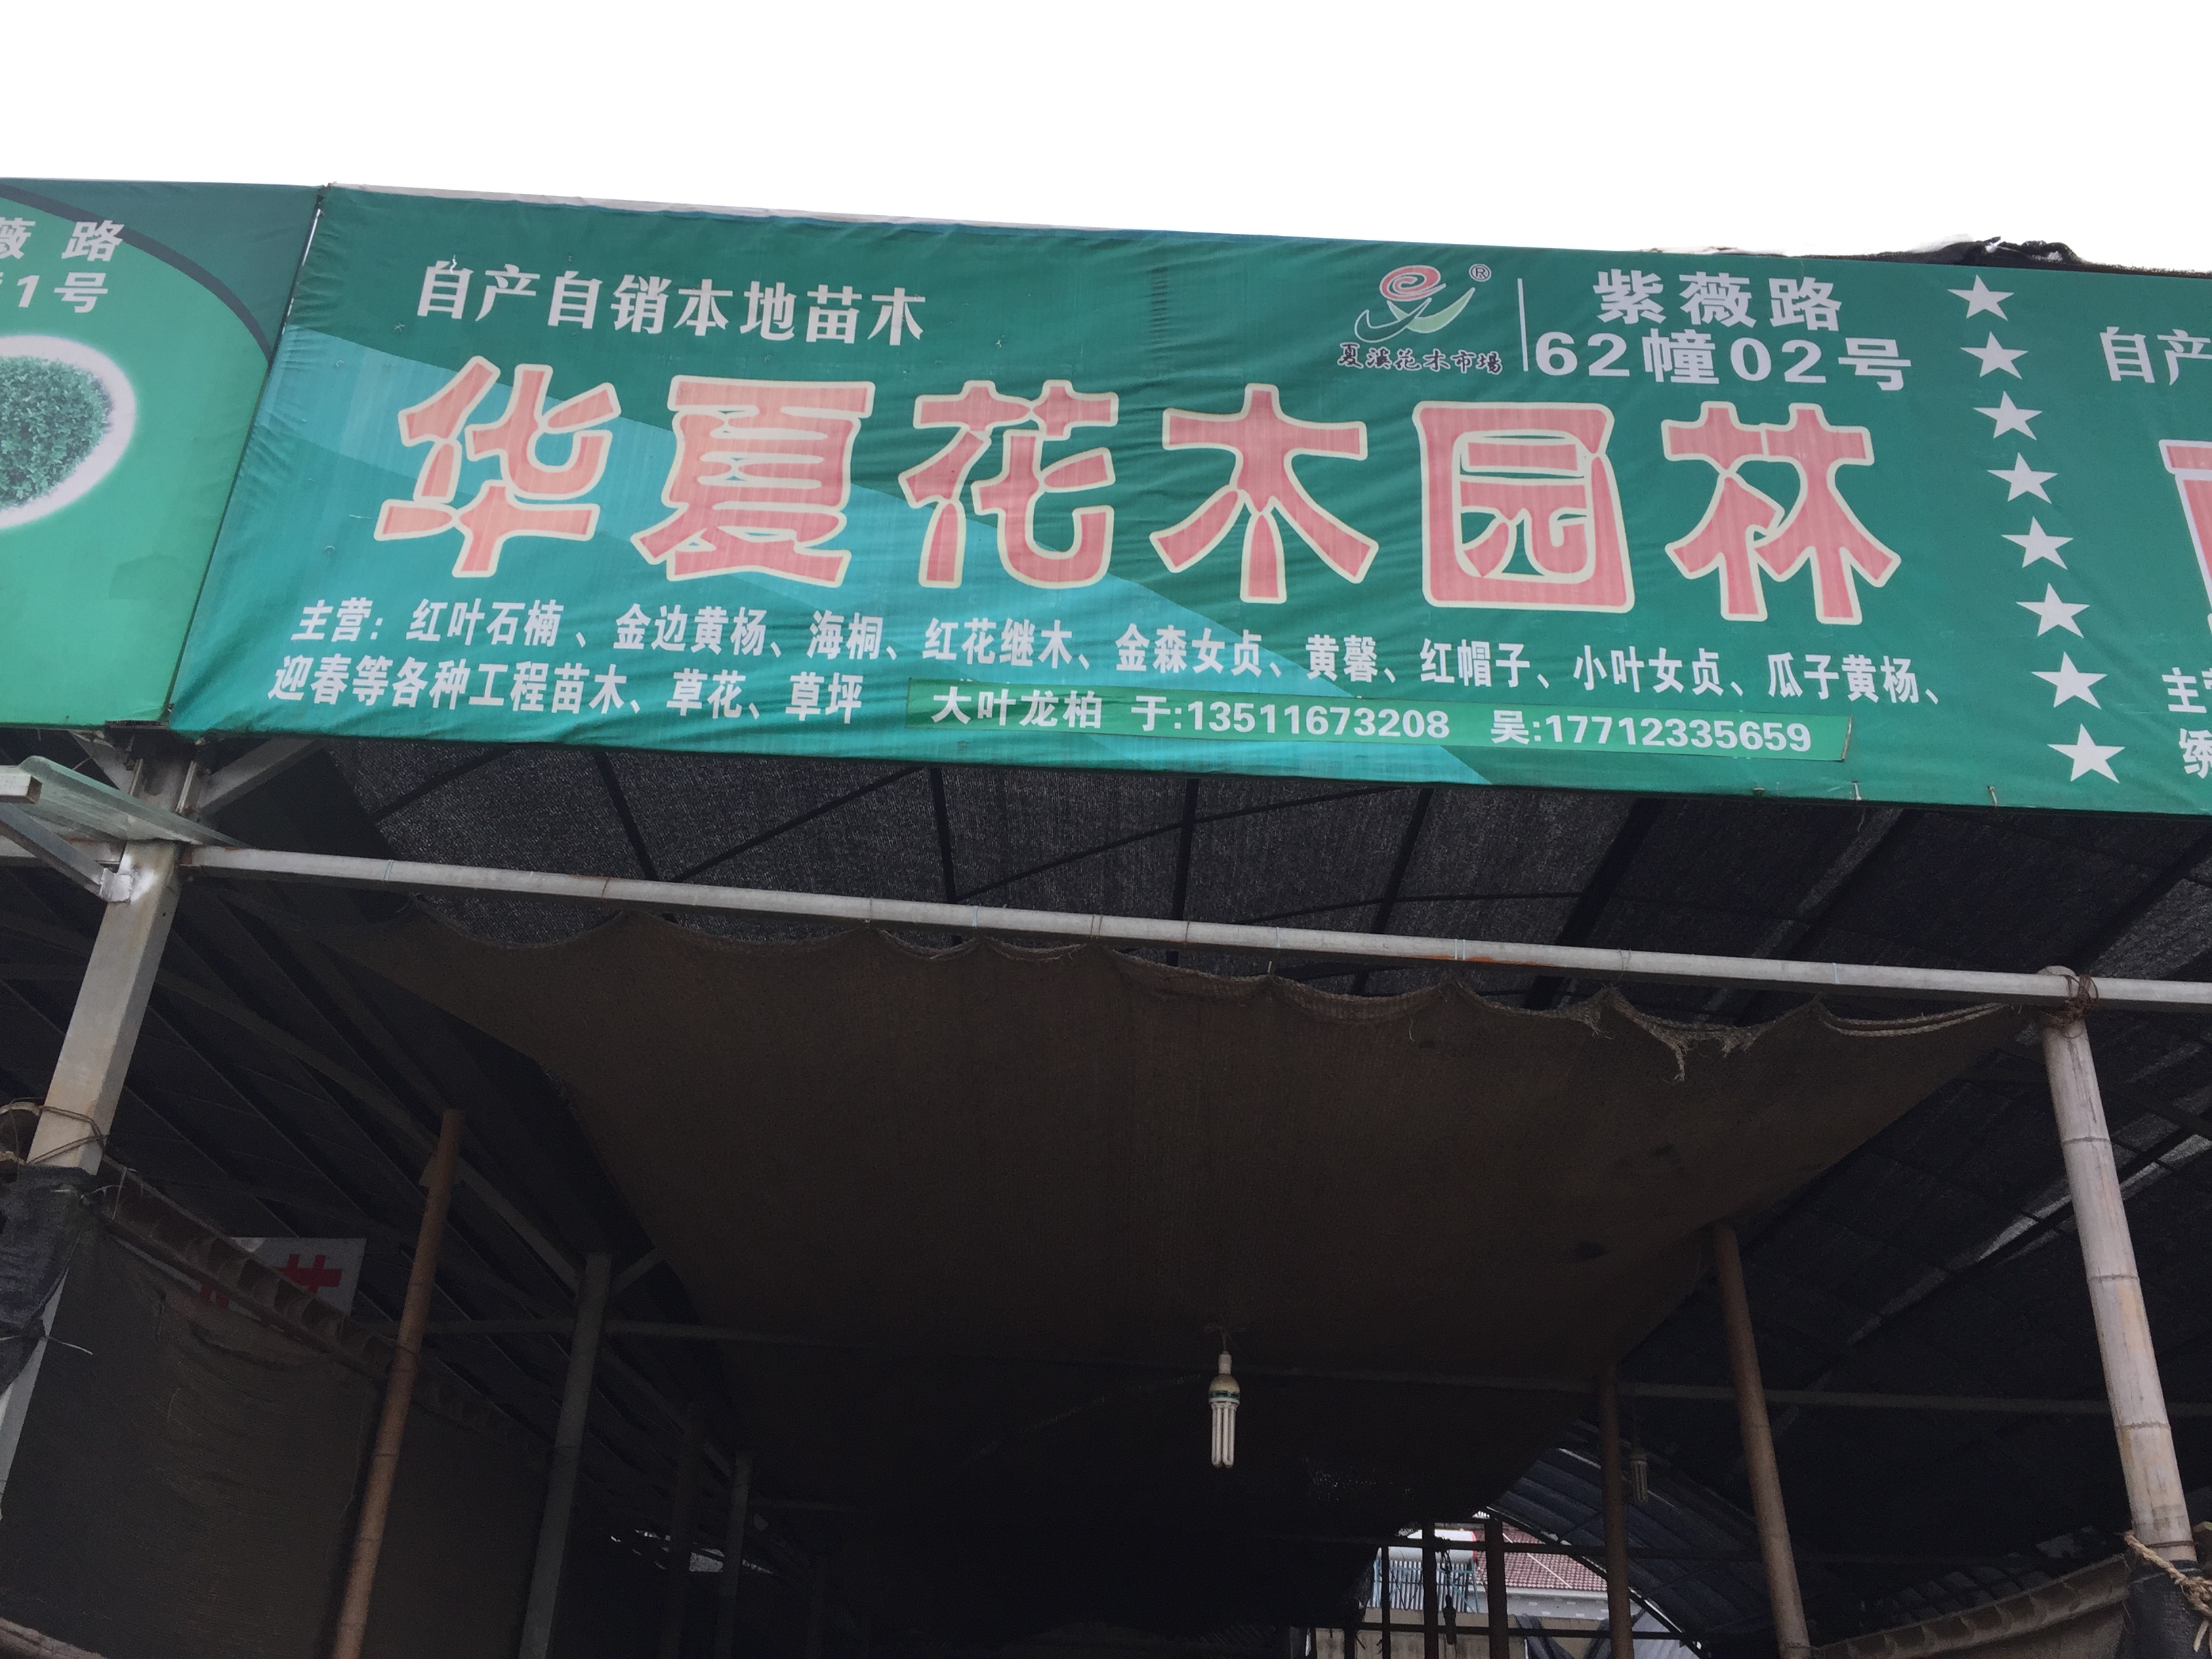 薇路
1号
自产自销本地苗木
夏溪花木市場
®
紫薇路
62幢02号
华夏花木园林
主营：红叶石楠、金边黄杨、海桐、红花继木、金森女贞、黄馨、红帽子、小叶女贞、瓜子黄杨、
迎春等各种工程苗木、草花、草坪
大叶龙柏 于:13511673208 吴:17712335659
自产
主
绣